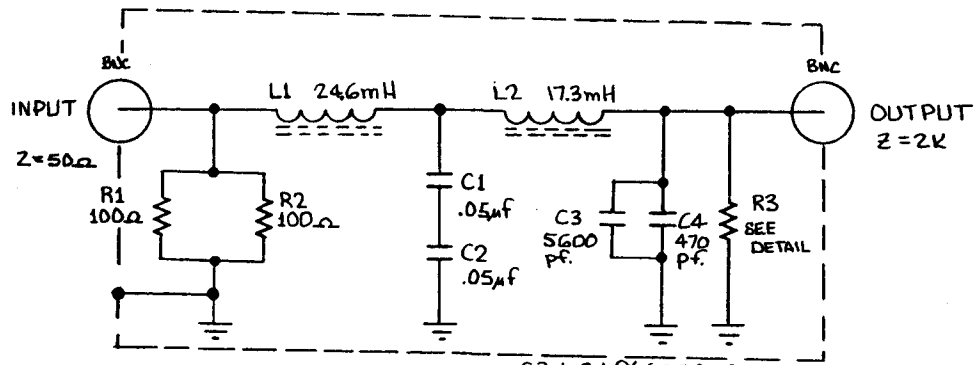 BNC
BNC
L1 24.6mH
L2 17.3mH
INPUT
OUTPUT
Z=50Ω
Z=2K
R1
100Ω
R2
100Ω
C1
.05μf
C2
.05μf
C3
5600
pf.
C4
470
pf.
R3
SEE
DETAIL